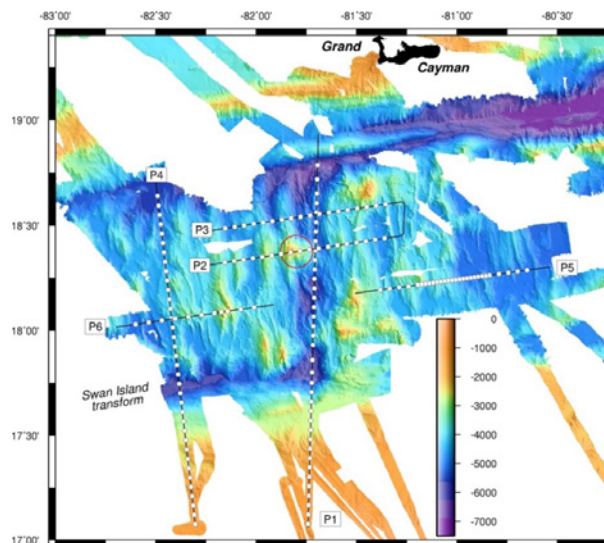 -83°00' -82°30' -82°00' -81°30' -81°00' -80°30'
Grand
Cayman
19°00'
P4
18°30'
P3
P2
P5
18°00'
P6
0
-1000
Swan Island
transform
-2000
-3000
17°30'
-4000
-5000
-6000
P1
-7000
17°00'